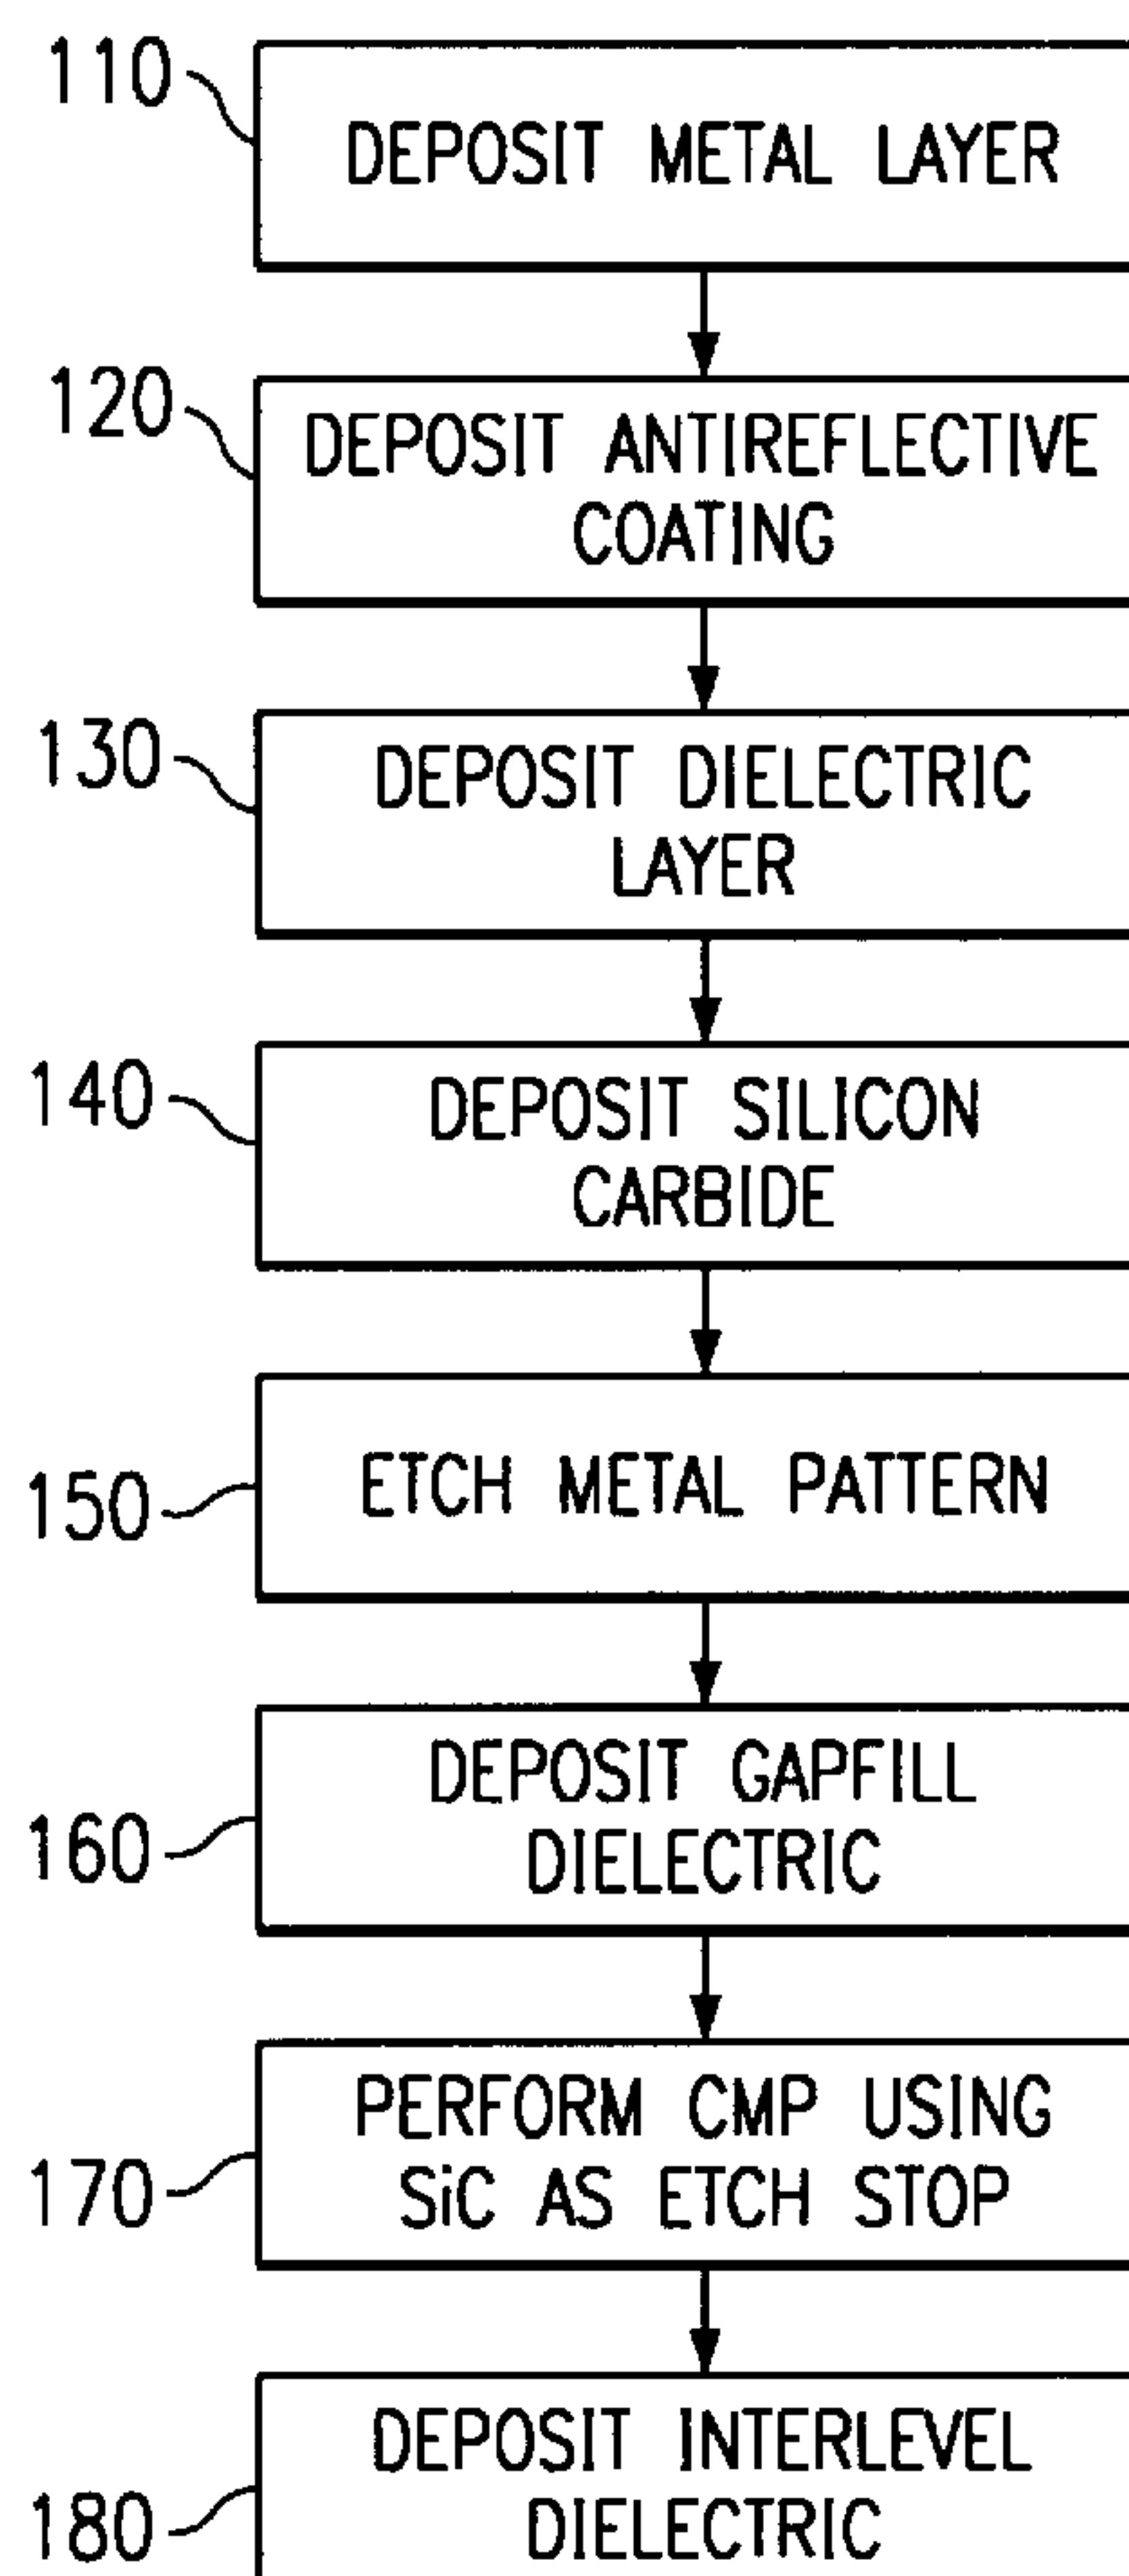 110
DEPOSIT METAL LAYER
120
DEPOSIT ANTIREFLECTIVE
COATING
130
DEPOSIT DIELECTRIC
LAYER
140
DEPOSIT SILICON
CARBIDE
150
ETCH METAL PATTERN
160
DEPOSIT GAPFILL
DIELECTRIC
170
PERFORM CMP USING
SiC AS ETCH STOP
180
DEPOSIT INTERLEVEL
DIELECTRIC